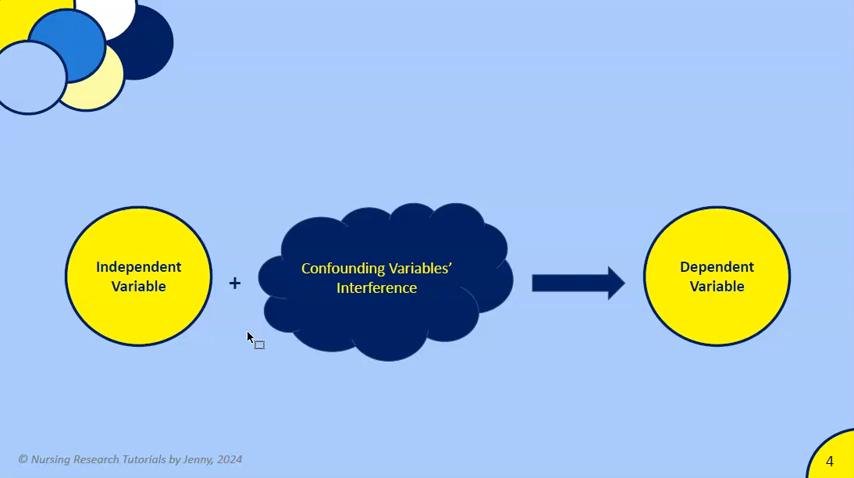 Independent
Variable
+
Confounding Variables'
Interference
Dependent
Variable
© Nursing Research Tutorials by Jenny, 2024
4